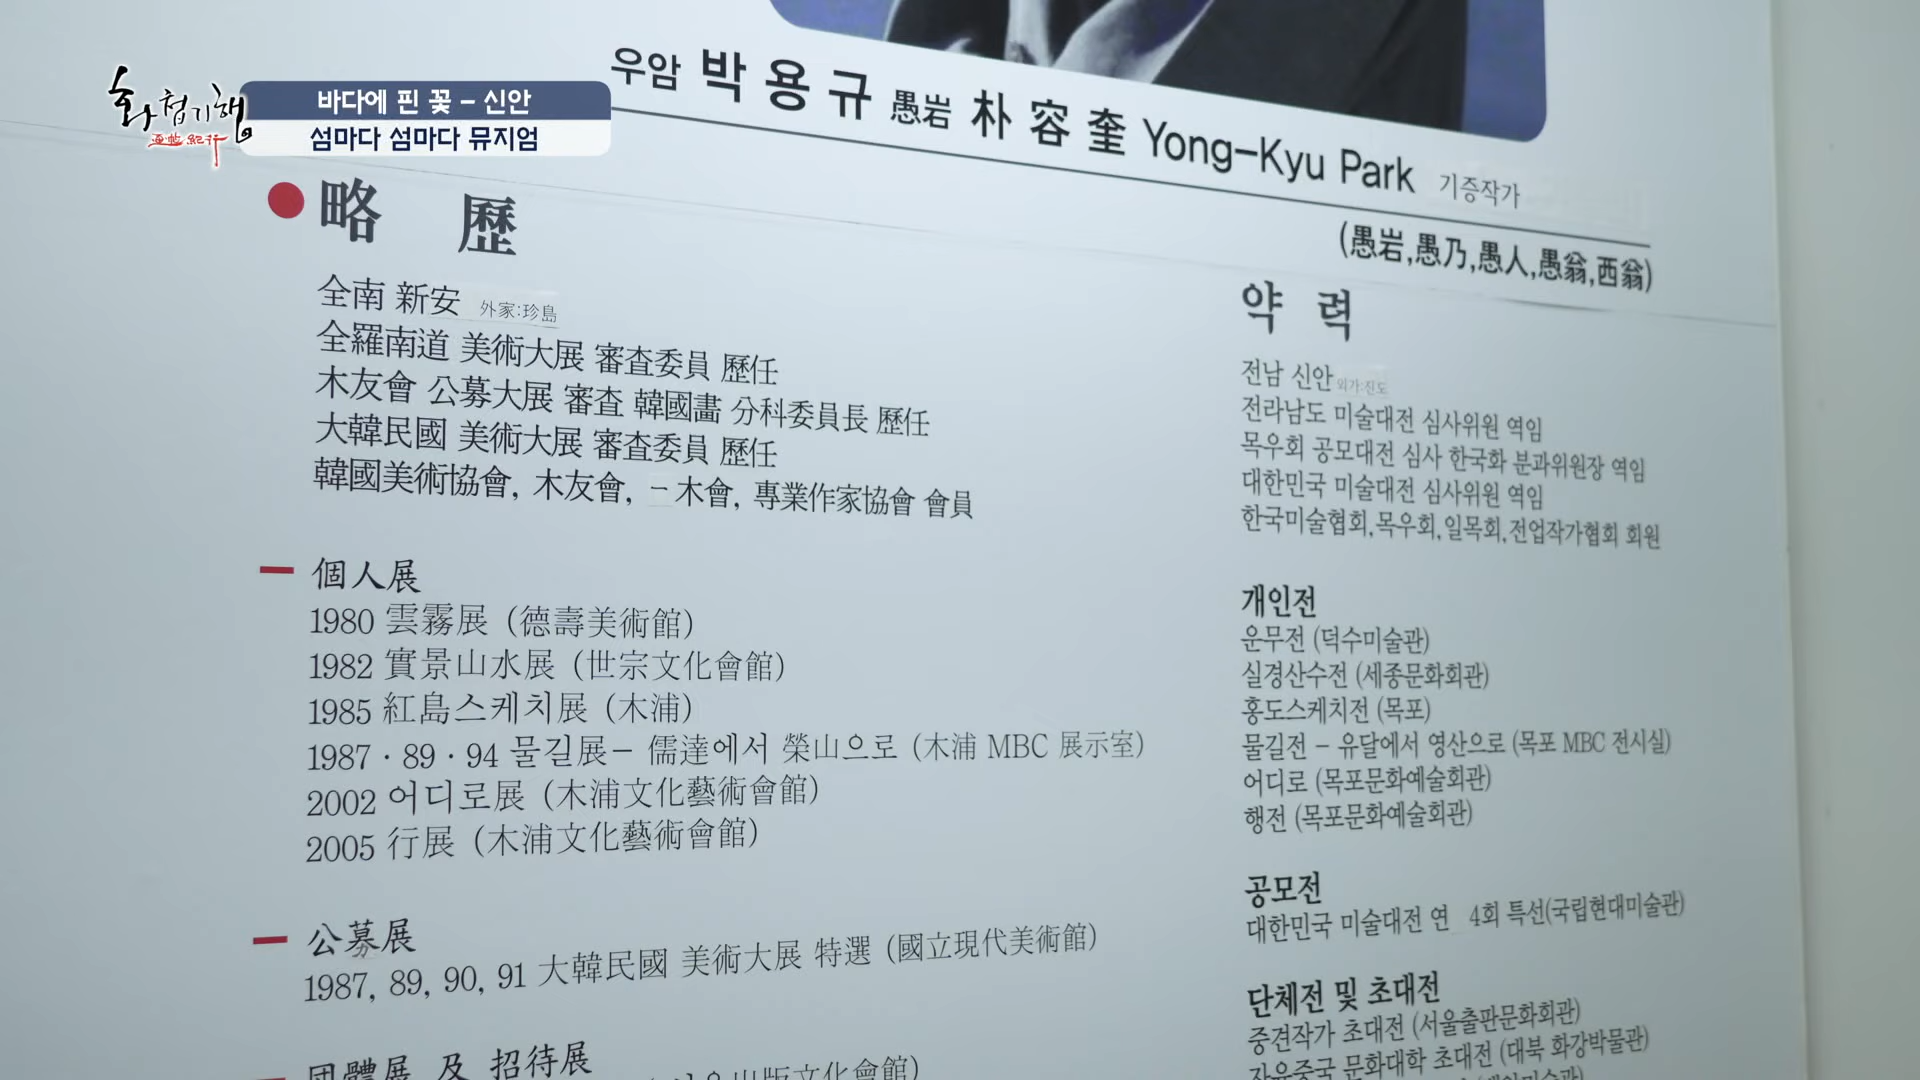 화첩기행
畵帖紀行
바다에 핀 꽃 – 신안
섬마다 섬마다 뮤지엄
우암 박용규 愚岩 朴容奎 Yong-Kyu Park 기증작가
(愚岩,愚乃,愚人,愚翁,西翁)
● 略 歷
全南 新安 外家:珍島
全羅南道 美術大展 審査委員 歷任
木友會 公募大展 審査 韓國畵 分科委員長 歷任
大韓民國 美術大展 審査委員 歷任
韓國美術協會, 木友會, 一木會, 專業作家協會 會員
個人展
1980 雲霧展 (德壽美術館)
1982 實景山水展 (世宗文化會館)
1985 紅島스케치展 (木浦)
1987 · 89 · 94 물길展– 儒達에서 榮山으로 (木浦 MBC 展示室)
2002 어디로展 (木浦文化藝術會館)
2005 行展 (木浦文化藝術會館)
公募展
1987, 89, 90, 91 大韓民國 美術大展 特選 (國立現代美術館)
團體展 及 招待展
약 력
전남 신안 외가:진도
전라남도 미술대전 심사위원 역임
목우회 공모대전 심사 한국화 분과위원장 역임
대한민국 미술대전 심사위원 역임
한국미술협회,목우회,일목회,전업작가협회 회원
개인전
운무전 (덕수미술관)
실경산수전 (세종문화회관)
홍도스케치전 (목포)
물길전 – 유달에서 영산으로 (목포 MBC 전시실)
어디로 (목포문화예술회관)
행전 (목포문화예술회관)
공모전
대한민국 미술대전 연 4회 특선(국립현대미술관)
단체전 및 초대전
중견작가 초대전 (서울출판문화회관)
자유중국 문화대학 초대전 (대북 화강박물관)